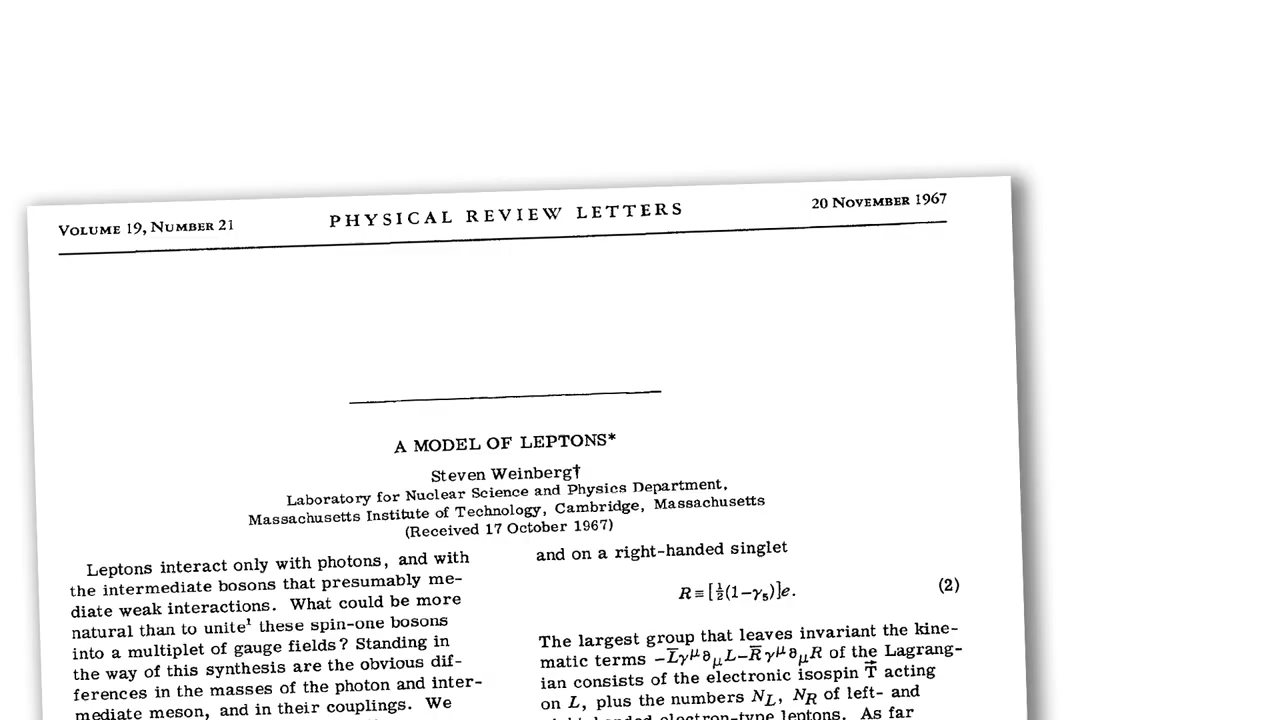 VOLUME 19, NUMBER 21 PHYSICAL REVIEW LETTERS 20 NOVEMBER 1967
A MODEL OF LEPTONS*
Steven Weinberg†
Laboratory for Nuclear Science and Physics Department,
Massachusetts Institute of Technology, Cambridge, Massachusetts
(Received 17 October 1967)
Leptons interact only with photons, and with
the intermediate bosons that presumably me-
diate weak interactions. What could be more
natural than to unite¹ these spin-one bosons
into a multiplet of gauge fields? Standing in
the way of this synthesis are the obvious dif-
ferences in the masses of the photon and inter-
mediate meson, and in their couplings. We
and on a right-handed singlet
R ≡ [½(1−γ₅)]e. (2)
The largest group that leaves invariant the kine-
matic terms −L̅γ^μ∂_μL−R̅γ^μ∂_μR of the Lagrang-
ian consists of the electronic isospin T⃗ acting
on L, plus the numbers N_L, N_R of left- and
electron-type leptons. As far